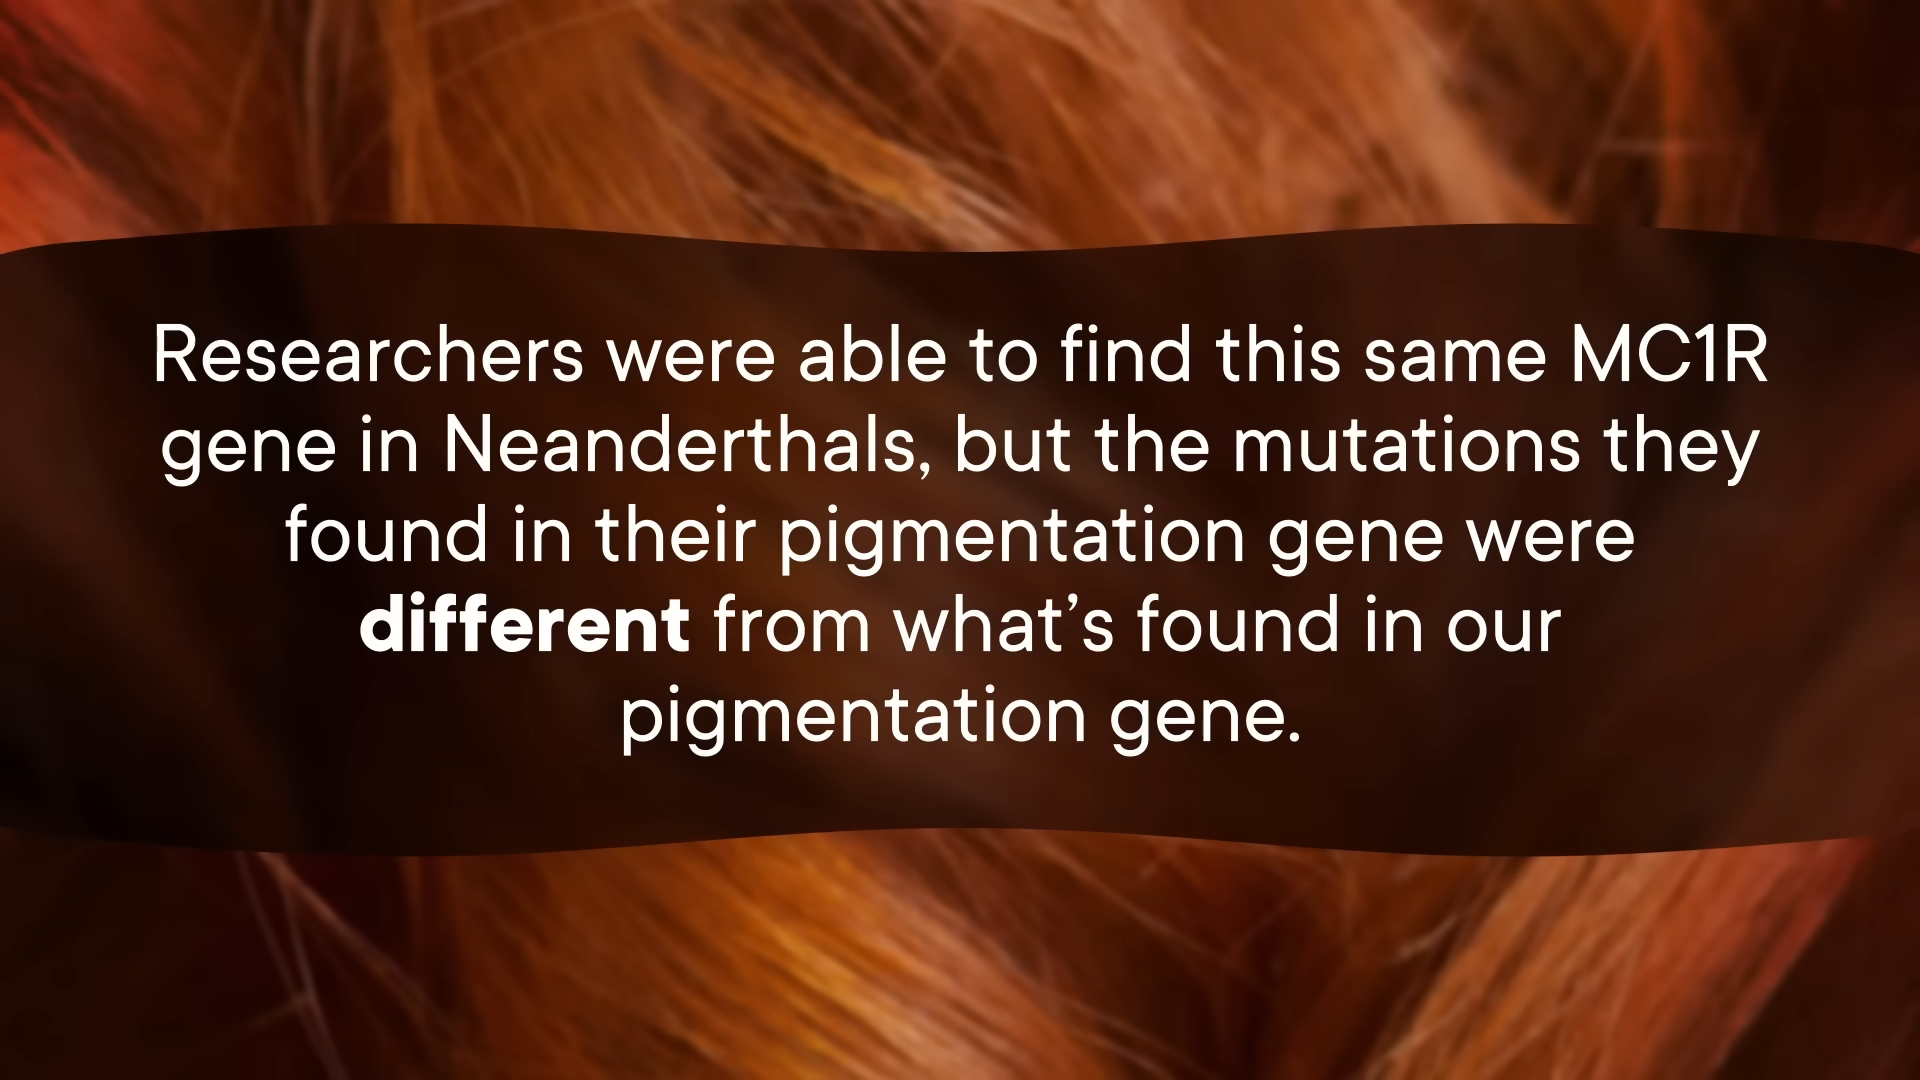 Researchers were able to find this same MC1R
gene in Neanderthals, but the mutations they
found in their pigmentation gene were
different from what’s found in our
pigmentation gene.